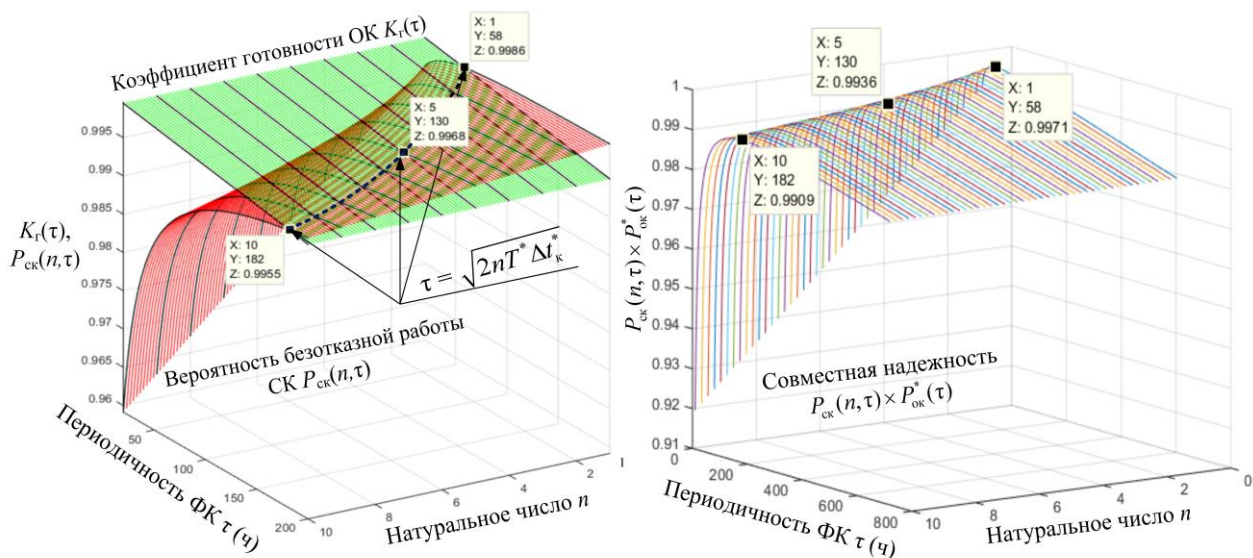 Коэффициент готовности ОК Kг(τ)
X: 1
Y: 58
Z: 0.9986
X: 5
Y: 130
Z: 0.9968
X: 10
Y: 182
Z: 0.9955
τ = √2nT* Δtк*
Вероятность безотказной работы
СК Pск(n,τ)
Kг(τ),
Pск(n,τ)
0.995
0.99
0.985
0.98
0.975
0.97
0.965
0.96
50
100
150
200
Периодичность ФК τ (ч)
10
8
6
4
2
Натуральное число n
X: 5
Y: 130
Z: 0.9936
X: 1
Y: 58
Z: 0.9971
X: 10
Y: 182
Z: 0.9909
Совместная надежность
Pск(n,τ) × Pок*(τ)
Pск(n,τ) × Pок*(τ)
1
0.99
0.98
0.97
0.96
0.95
0.94
0.93
0.92
0.91
0
200
400
600
800
Периодичность ФК τ (ч)
10
8
6
4
2
0
Натуральное число n